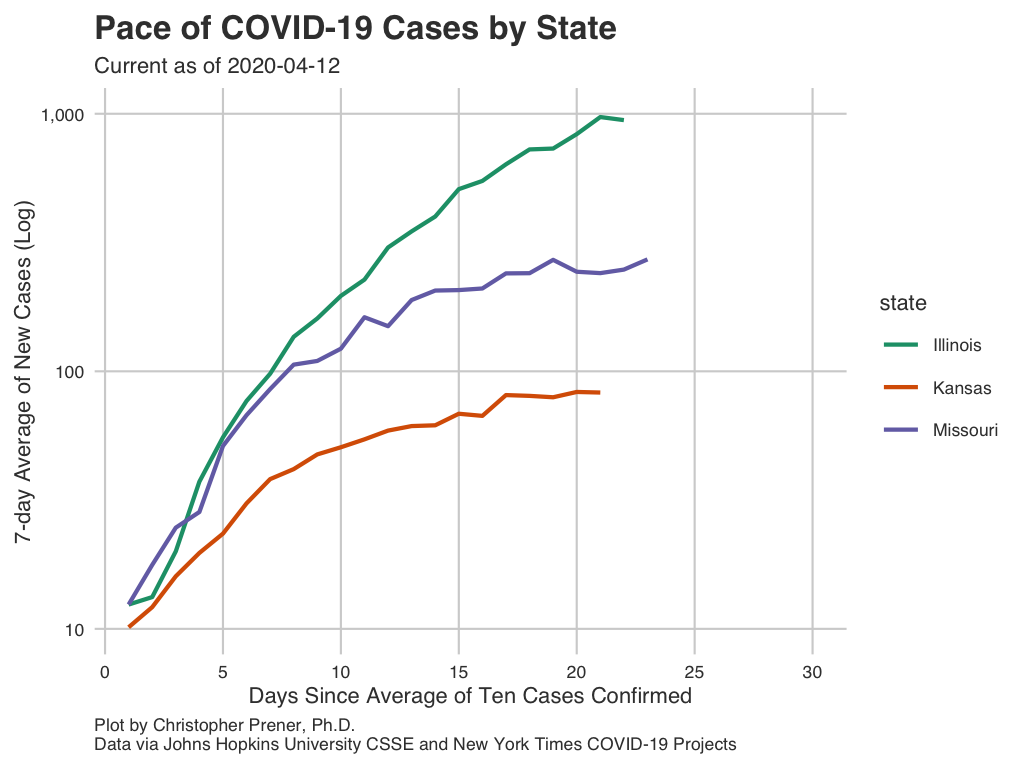 Pace of COVID-19 Cases by State
Current as of 2020-04-12
7-day Average of New Cases (Log)
1,000
100
10
0 5 10 15 20 25 30
Days Since Average of Ten Cases Confirmed
state
Illinois
Kansas
Missouri
Plot by Christopher Prener, Ph.D.
Data via Johns Hopkins University CSSE and New York Times COVID-19 Projects